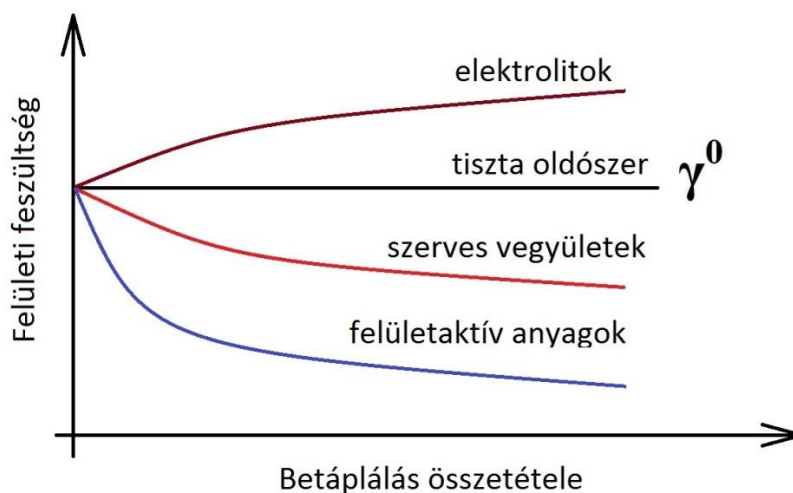 elektrolitok
tiszta oldószer
γ⁰
szerves vegyületek
felületaktív anyagok
Felületi feszültség
Betáplálás összetétele